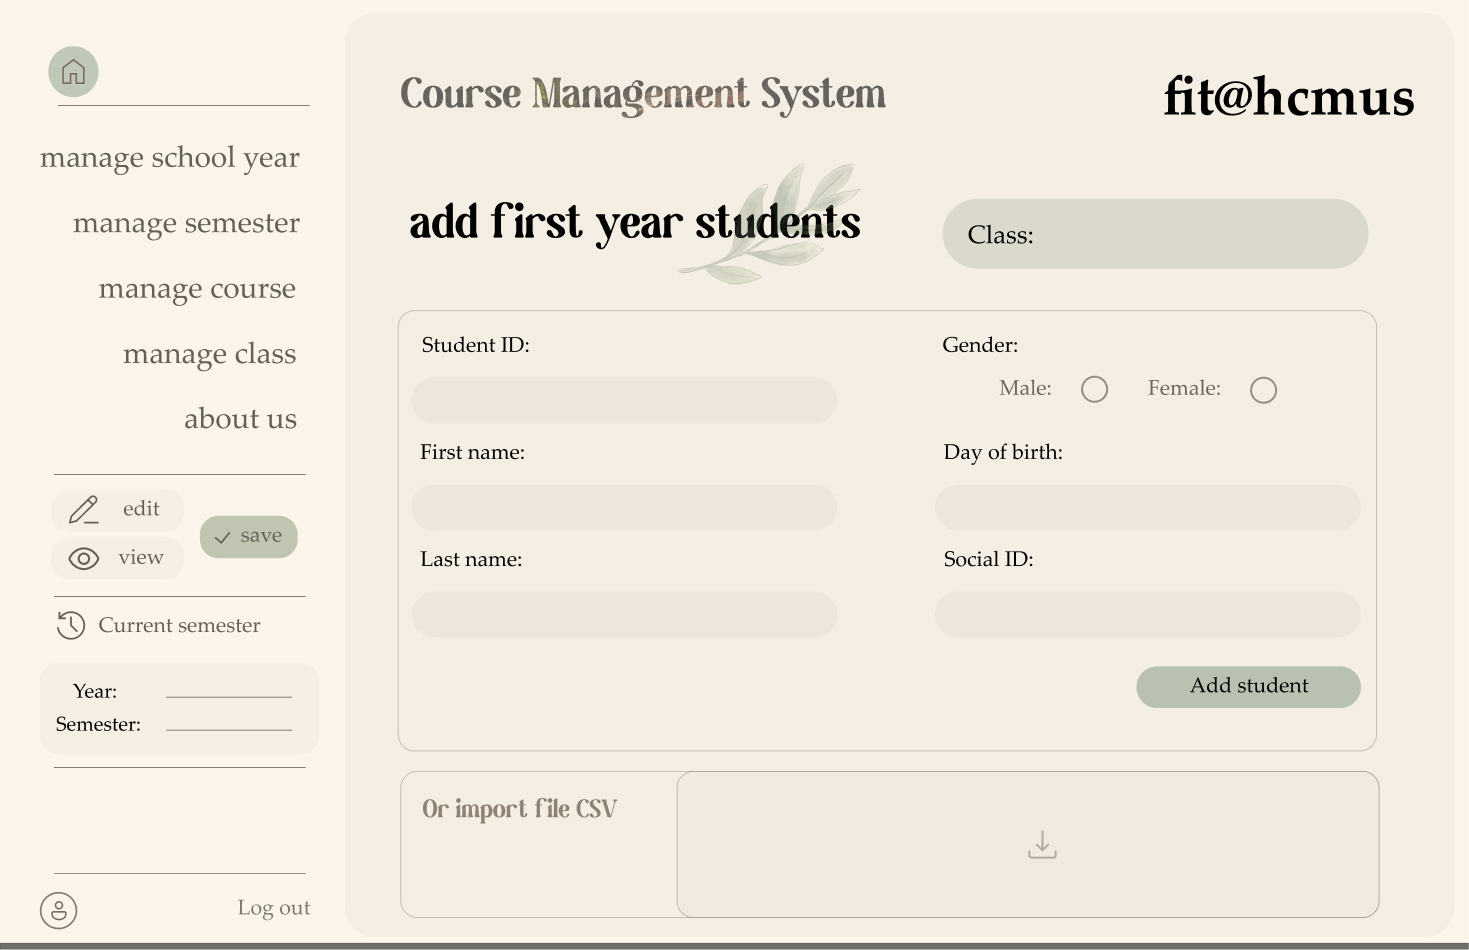 manage school year
manage semester
manage course
manage class
about us
edit
view
save
Current semester
Year:
Semester:
Log out
Course Management System
fit@hcmus
add first year students
Class:
Student ID:
Gender:
Male:
Female:
First name:
Day of birth:
Last name:
Social ID:
Add student
Or import file CSV